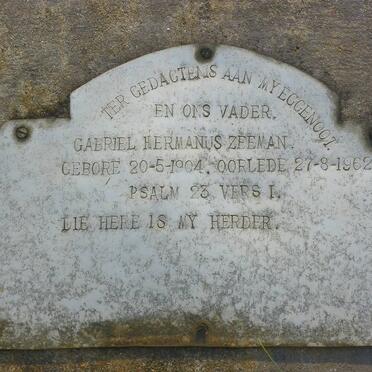 TER GEDAGTENIS AAN MY EGGENOOT
EN ONS VADER.
GABRIEL HERMANUS ZEEMAN.
GEBORE 20-5-1904. OORLEDE 27-8-1962
PSALM 23 VERS 1.
DIE HERE IS MY HERDER.